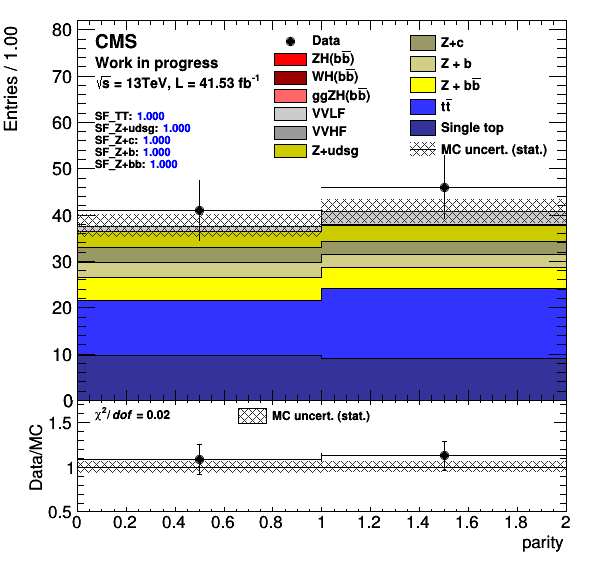 CMS
Work in progress
√s = 13TeV, L = 41.53 fb⁻¹
SF_TT: 1.000
SF_Z+udsg: 1.000
SF_Z+c: 1.000
SF_Z+b: 1.000
SF_Z+bb: 1.000
Data
ZH(bb̅)
WH(bb̅)
ggZH(bb̅)
VVLF
VVHF
Z+udsg
Z+c
Z + b
Z + bb̅
tt̅
Single top
MC uncert. (stat.)
Entries / 1.00
80
70
60
50
40
30
20
10
0
χ²/dof = 0.02
MC uncert. (stat.)
Data/MC
1.5
1
0.5
0 0.2 0.4 0.6 0.8 1 1.2 1.4 1.6 1.8 2
parity